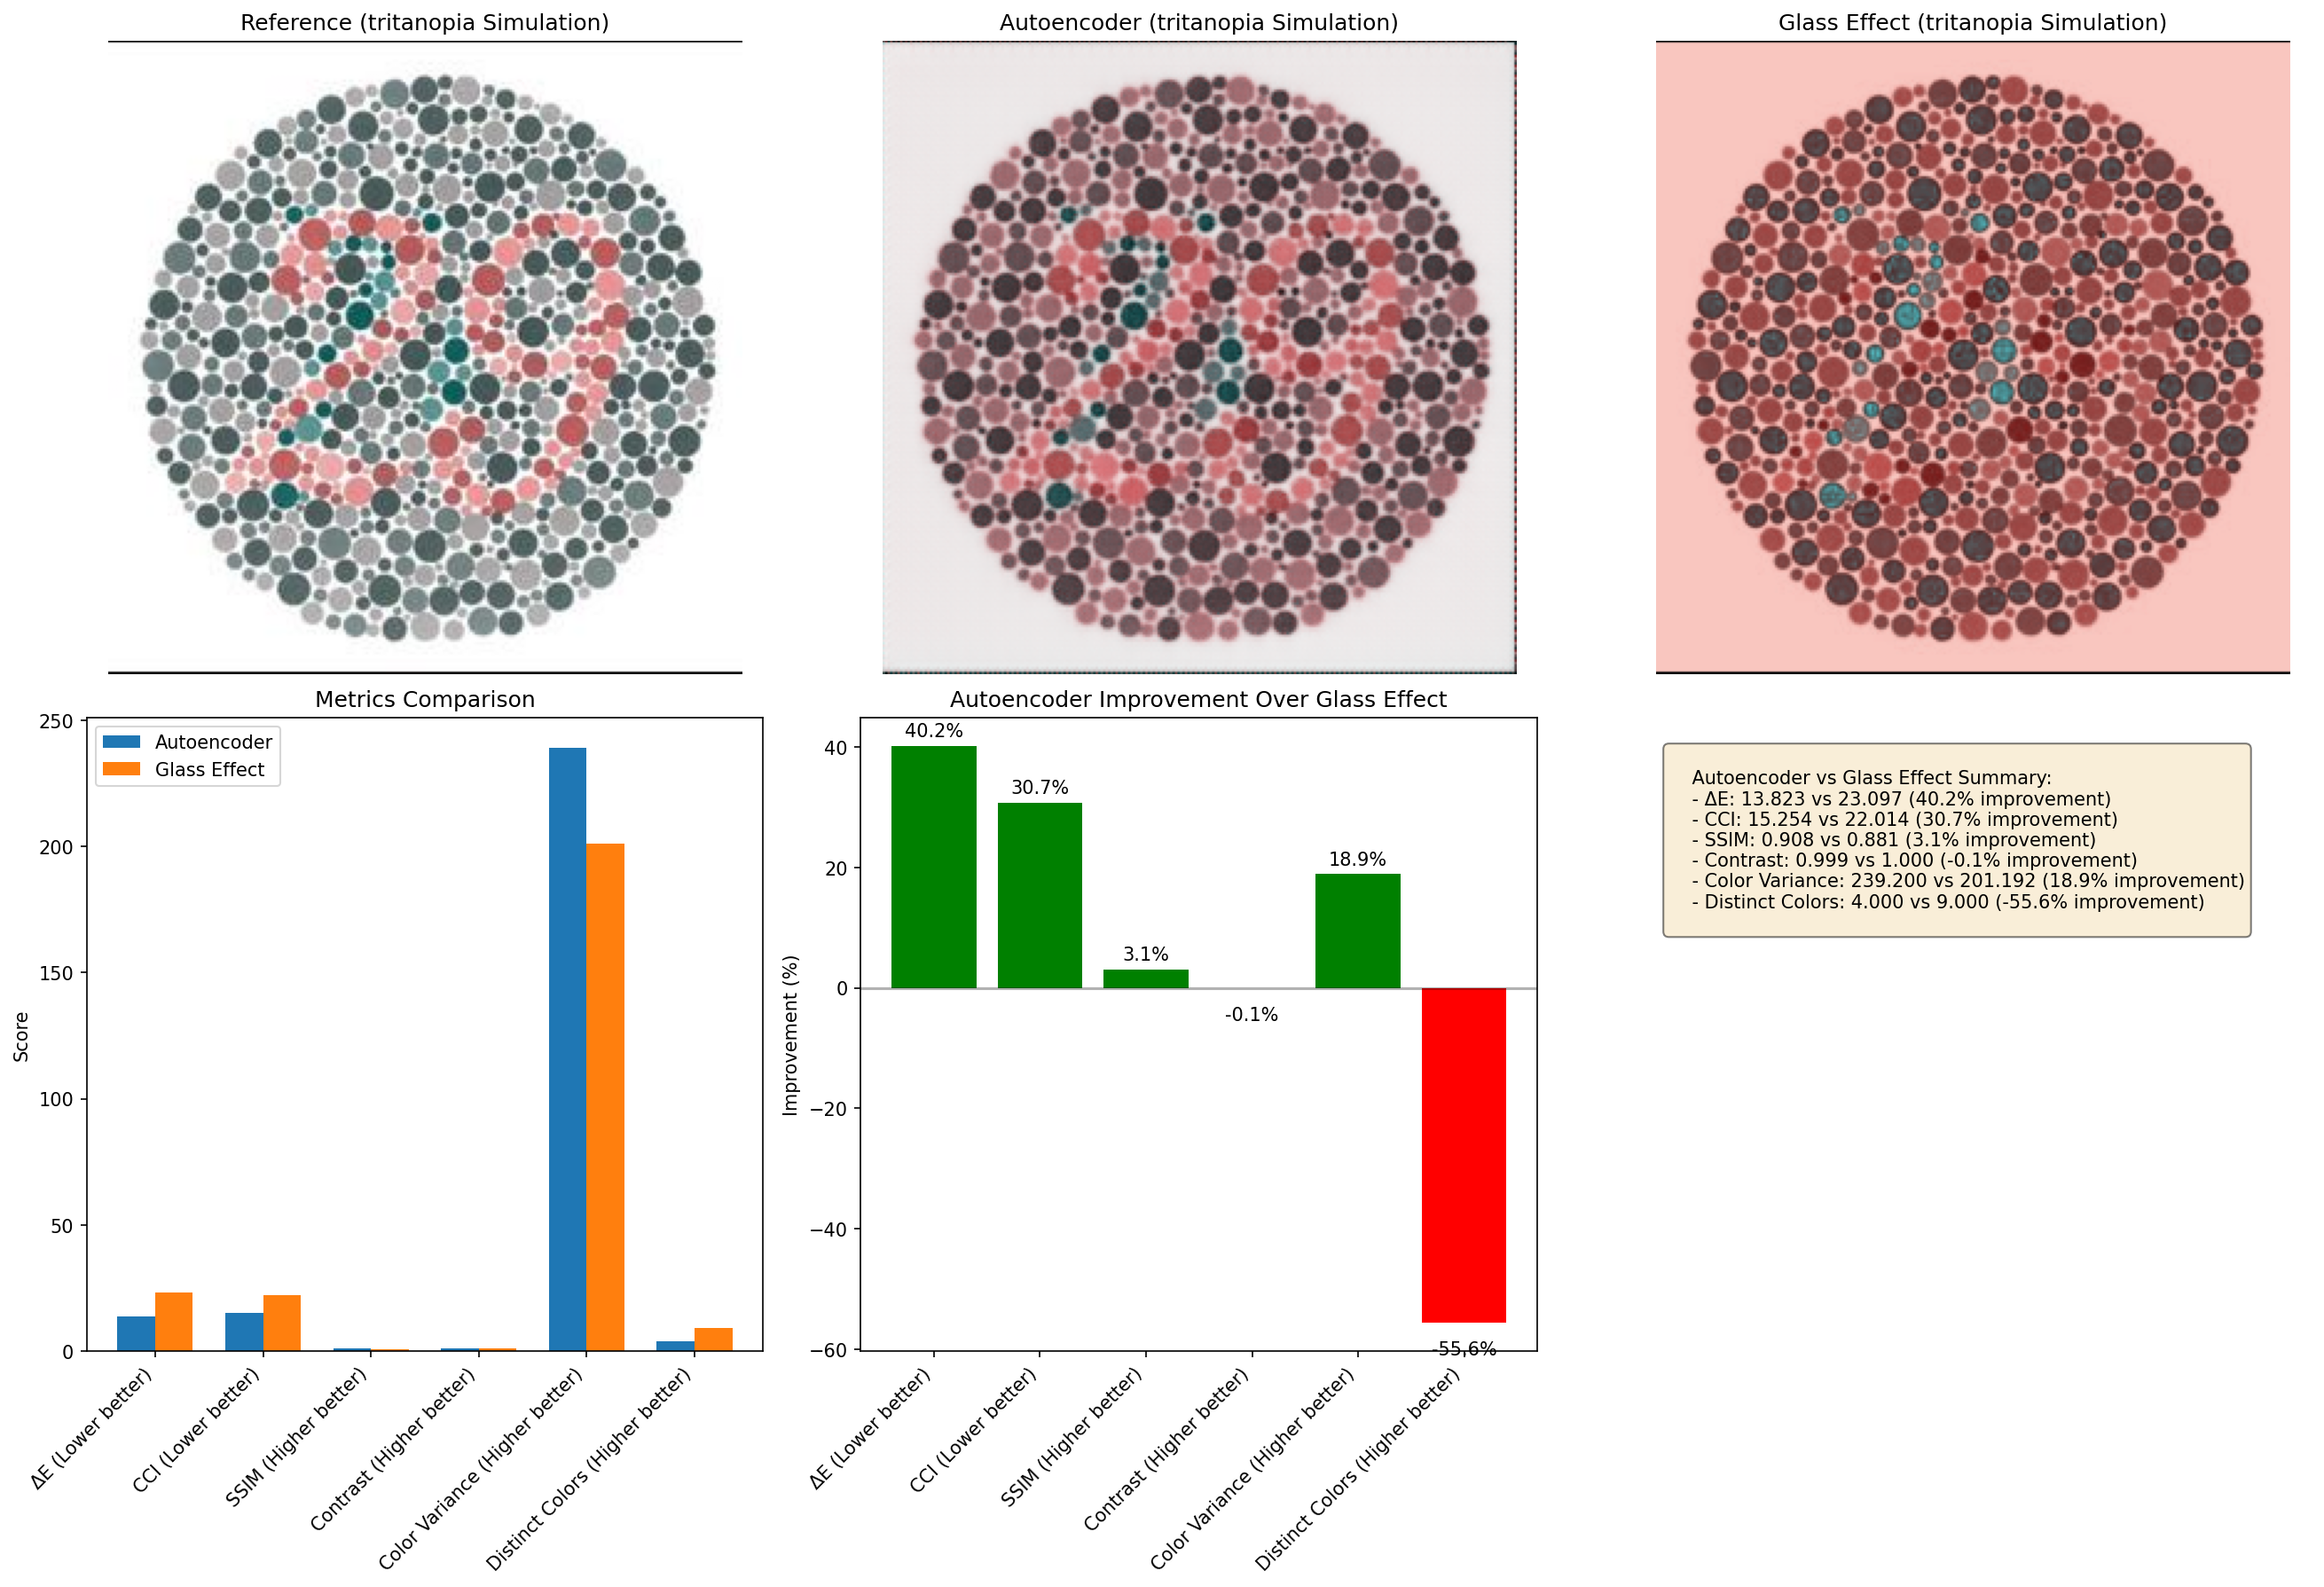 Reference (tritanopia Simulation)
Autoencoder (tritanopia Simulation)
Glass Effect (tritanopia Simulation)
29
29
Metrics Comparison
250
200
150
100
50
0
Score
Autoencoder
Glass Effect
ΔE (Lower better)
CCI (Lower better)
SSIM (Higher better)
Contrast (Higher better)
Color Variance (Higher better)
Distinct Colors (Higher better)
Autoencoder Improvement Over Glass Effect
40
20
0
−20
−40
−60
Improvement (%)
40.2%
30.7%
3.1%
-0.1%
18.9%
-55.6%
ΔE (Lower better)
CCI (Lower better)
SSIM (Higher better)
Contrast (Higher better)
Color Variance (Higher better)
Distinct Colors (Higher better)
Autoencoder vs Glass Effect Summary:
- ΔE: 13.823 vs 23.097 (40.2% improvement)
- CCI: 15.254 vs 22.014 (30.7% improvement)
- SSIM: 0.908 vs 0.881 (3.1% improvement)
- Contrast: 0.999 vs 1.000 (-0.1% improvement)
- Color Variance: 239.200 vs 201.192 (18.9% improvement)
- Distinct Colors: 4.000 vs 9.000 (-55.6% improvement)